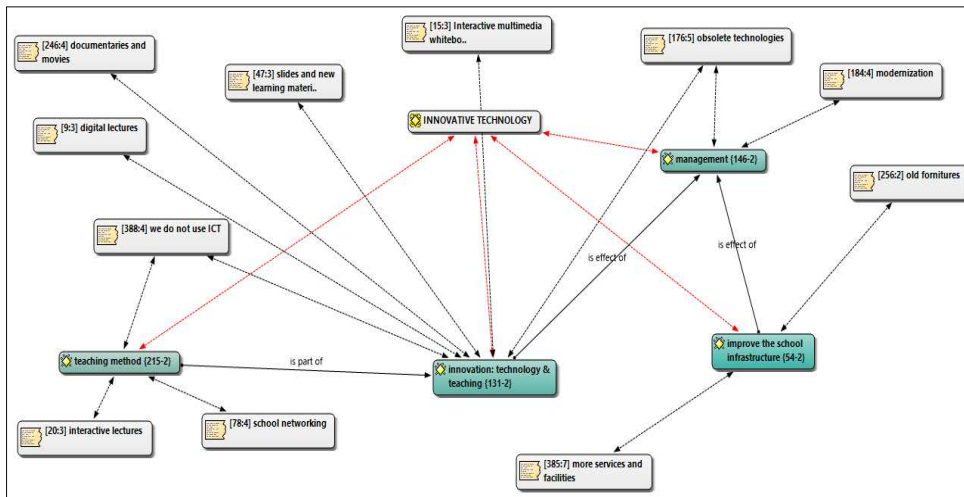 [15:3] Interactive multimedia
whitebo..
[246:4] documentaries and
movies
[176:5] obsolete technologies
[47:3] slides and new
learning materi..
[184:4] modernization
[9:3] digital lectures
INNOVATIVE TECHNOLOGY
management {146-2}
[256:2] old fornitures
[388:4] we do not use ICT
is effect of
is effect of
teaching method {215-2}
is part of
innovation: technology &
teaching {131-2}
improve the school
infrastructure {54-2}
[20:3] interactive lectures
[78:4] school networking
[385:7] more services and
facilities